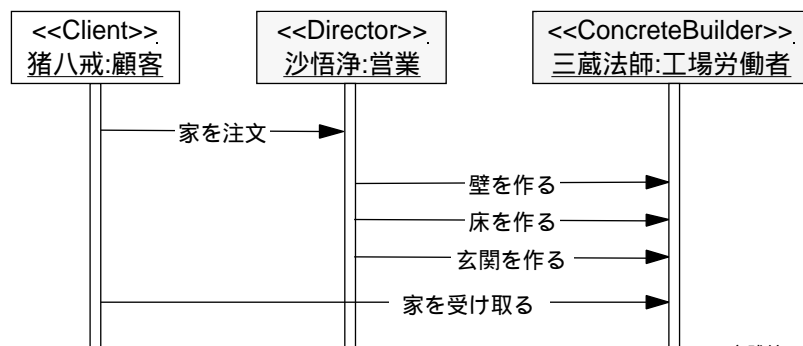 <<Client>>
猪八戒:顧客
<<Director>>
沙悟浄:営業
<<ConcreteBuilder>>
三蔵法師:工場労働者
家を注文
壁を作る
床を作る
玄関を作る
家を受け取る